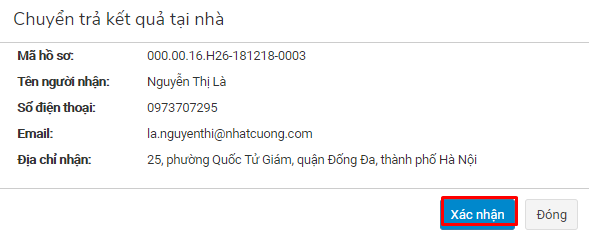 Chuyển trả kết quả tại nhà
Mã hồ sơ: 000.00.16.H26-181218-0003
Tên người nhận: Nguyễn Thị Là
Số điện thoại: 0973707295
Email: la.nguyenthi@nhatcuong.com
Địa chỉ nhận: 25, phường Quốc Tử Giám, quận Đống Đa, thành phố Hà Nội
Xác nhận Đóng